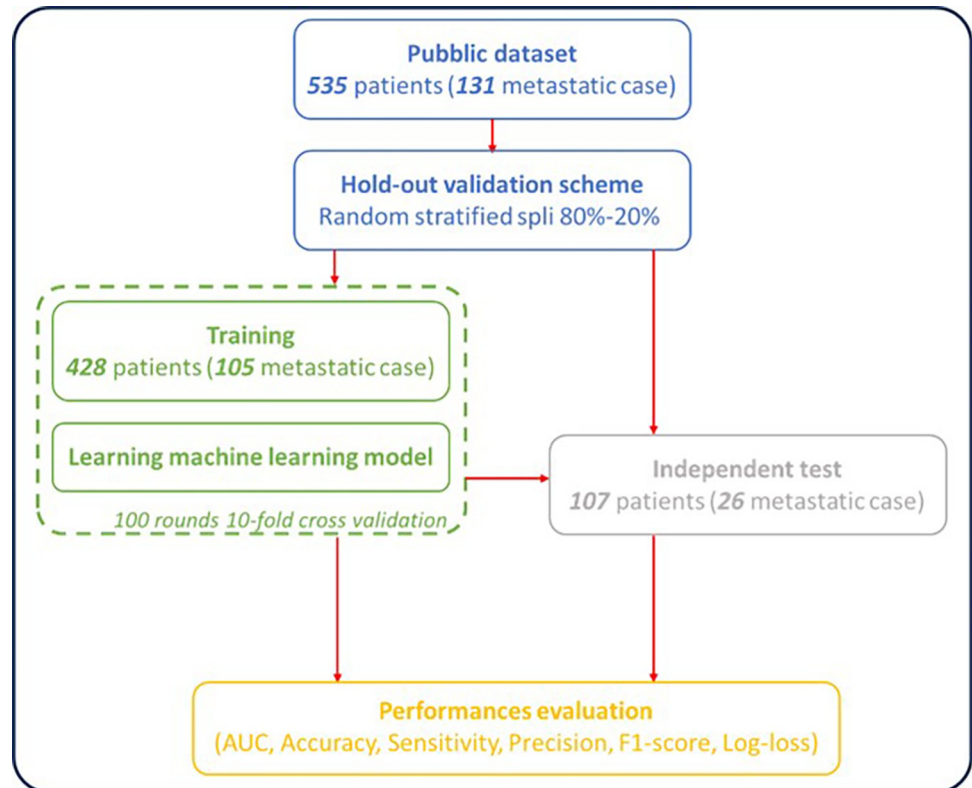 Pubblic dataset
535 patients (131 metastatic case)
Hold-out validation scheme
Random stratified spli 80%-20%
Training
428 patients (105 metastatic case)
Learning machine learning model
100 rounds 10-fold cross validation
Independent test
107 patients (26 metastatic case)
Performances evaluation
(AUC, Accuracy, Sensitivity, Precision, F1-score, Log-loss)